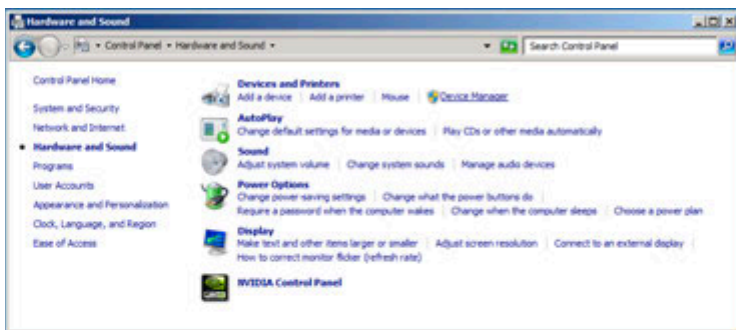 Hardware and Sound
Control Panel • Hardware and Sound •
Search Control Panel
Control Panel Home
System and Security
Network and Internet
• Hardware and Sound
Programs
User Accounts
Appearance and Personalization
Clock, Language, and Region
Ease of Access
Devices and Printers
Add a device | Add a printer | Mouse | Device Manager
AutoPlay
Change default settings for media or devices | Play CDs or other media automatically
Sound
Adjust system volume | Change system sounds | Manage audio devices
Power Options
Change power-saving settings | Change what the power buttons do
Require a password when the computer wakes | Change when the computer sleeps | Choose a power plan
Display
Make text and other items larger or smaller | Adjust screen resolution | Connect to an external display
How to correct monitor flicker (refresh rate)
NVIDIA Control Panel